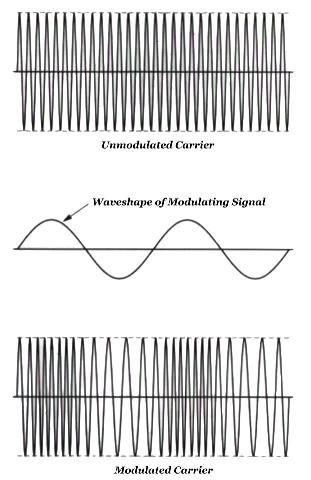 Unmodulated Carrier
Waveshape of Modulating Signal
Modulated Carrier